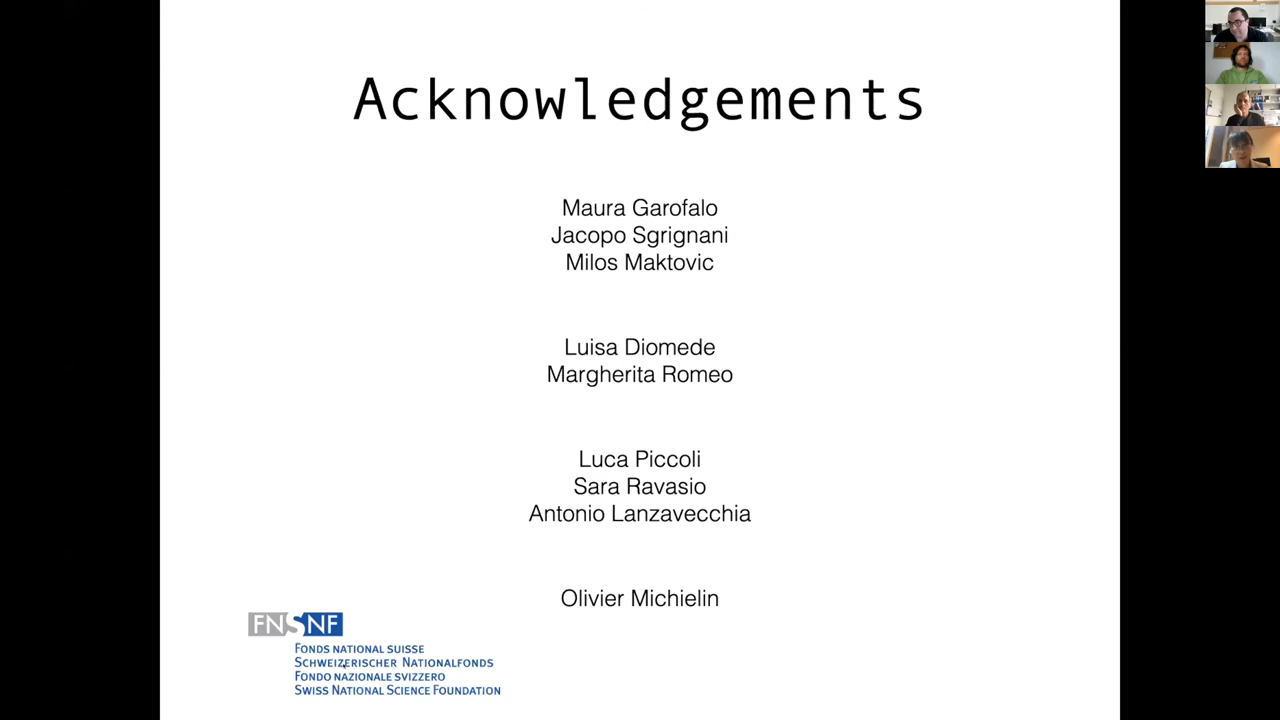 Acknowledgements
Maura Garofalo
Jacopo Sgrignani
Milos Maktovic
Luisa Diomede
Margherita Romeo
Luca Piccoli
Sara Ravasio
Antonio Lanzavecchia
Olivier Michielin
FNSNF
FONDS NATIONAL SUISSE
SCHWEIZERISCHER NATIONALFONDS
FONDO NAZIONALE SVIZZERO
SWISS NATIONAL SCIENCE FOUNDATION